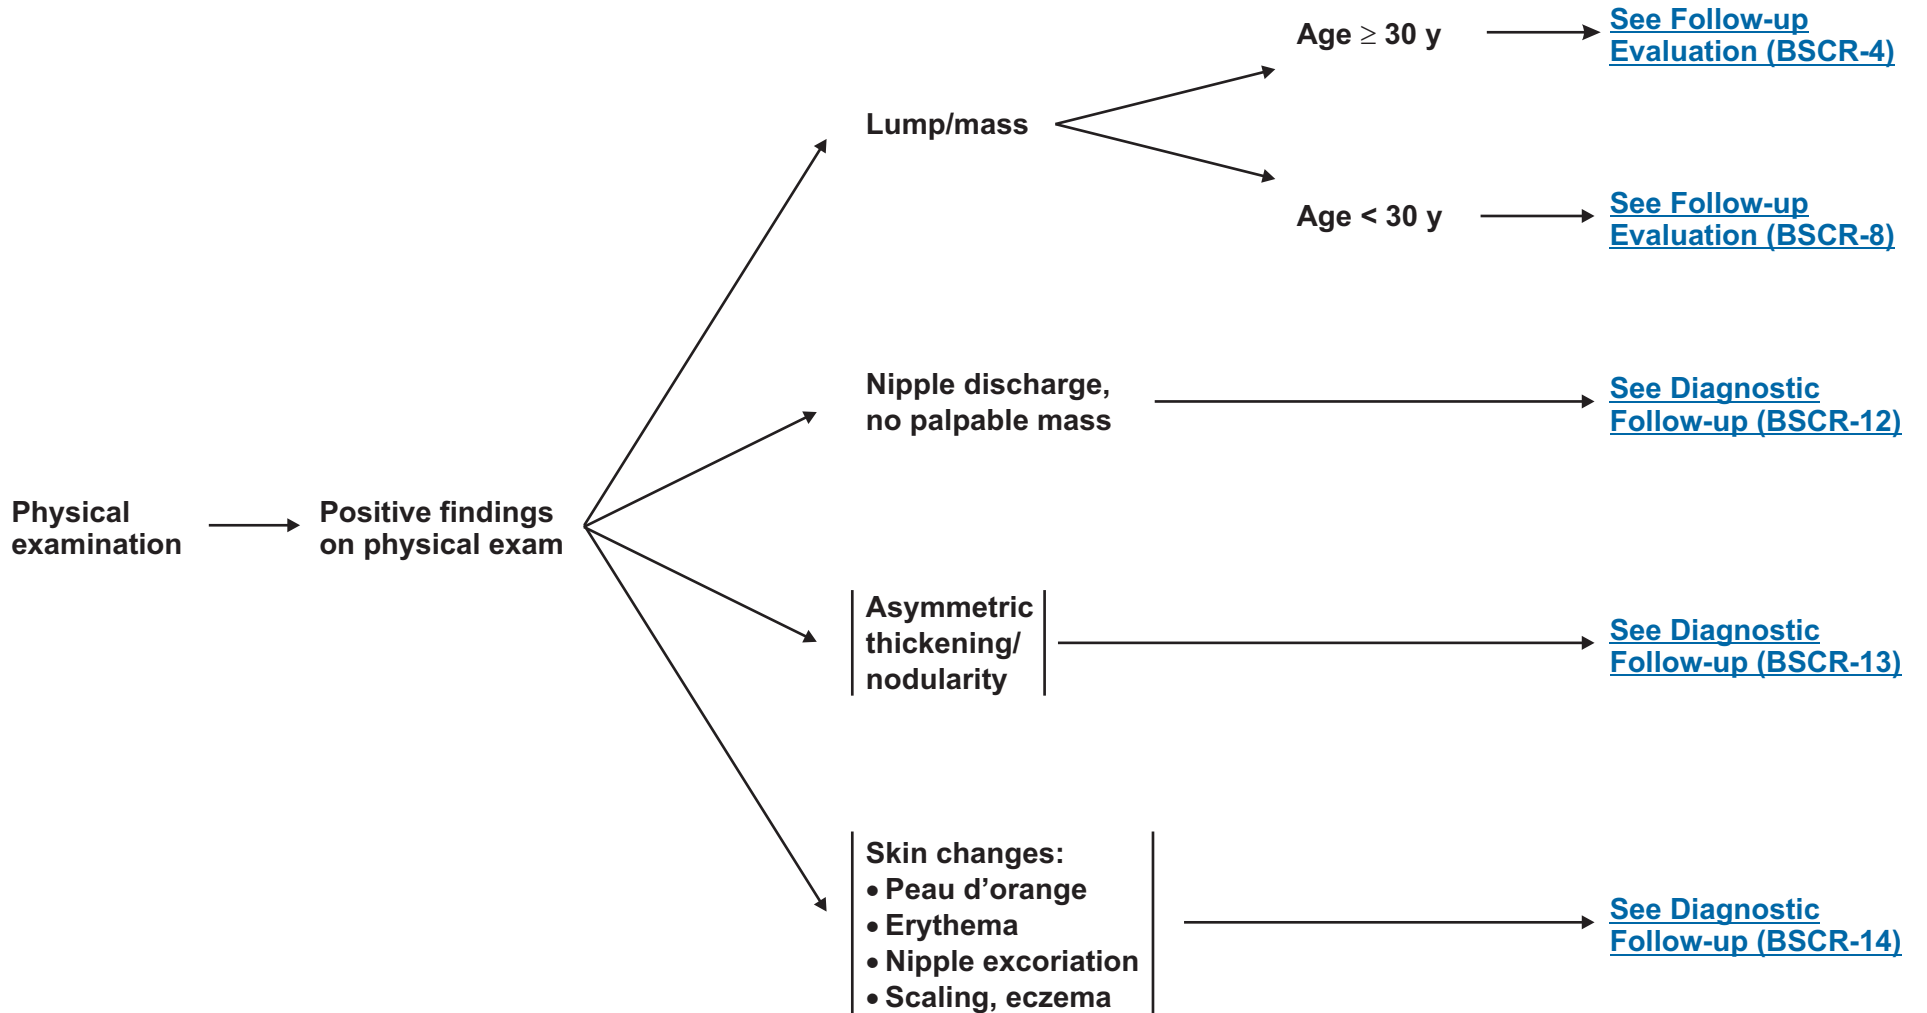 Physical
examination
Positive findings
on physical exam
Lump/mass
Age ≥ 30 y
See Follow-up
Evaluation (BSCR-4)
Age < 30 y
See Follow-up
Evaluation (BSCR-8)
Nipple discharge,
no palpable mass
See Diagnostic
Follow-up (BSCR-12)
Asymmetric
thickening/
nodularity
See Diagnostic
Follow-up (BSCR-13)
Skin changes:
• Peau d’orange
• Erythema
• Nipple excoriation
• Scaling, eczema
See Diagnostic
Follow-up (BSCR-14)